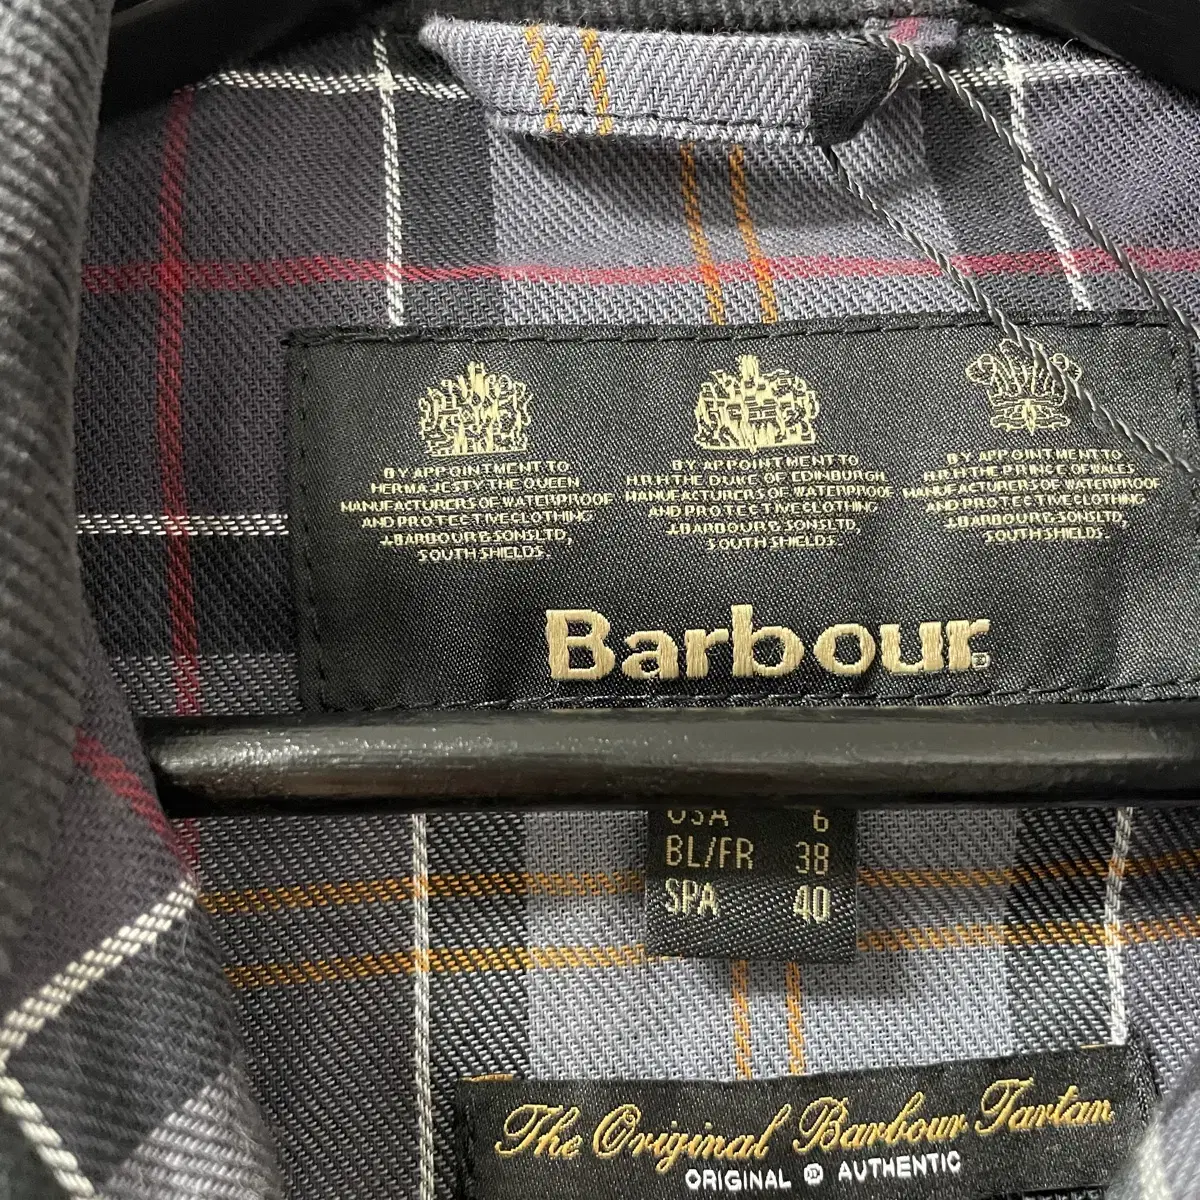 BY APPOINTMENT TO
HER MAJESTY THE QUEEN
MANUFACTURERS OF WATERPROOF
AND PROTECTIVE CLOTHING
J.BARBOUR & SONS LTD,
SOUTH SHIELDS.
BY APPOINTMENT TO
H.R.H. THE DUKE OF EDINBURGH
MANUFACTURERS OF WATERPROOF
AND PROTECTIVE CLOTHING
J.BARBOUR & SONS LTD,
SOUTH SHIELDS.
BY APPOINTMENT TO
H.R.H THE PRINCE OF WALES
MANUFACTURERS OF WATERPROOF
AND PROTECTIVE CLOTHING
J.BARBOUR & SONS LTD,
SOUTH SHIELDS.
Barbour
USA 6
BL/FR 38
SPA 40
The Original Barbour Tartan
ORIGINAL AUTHENTIC